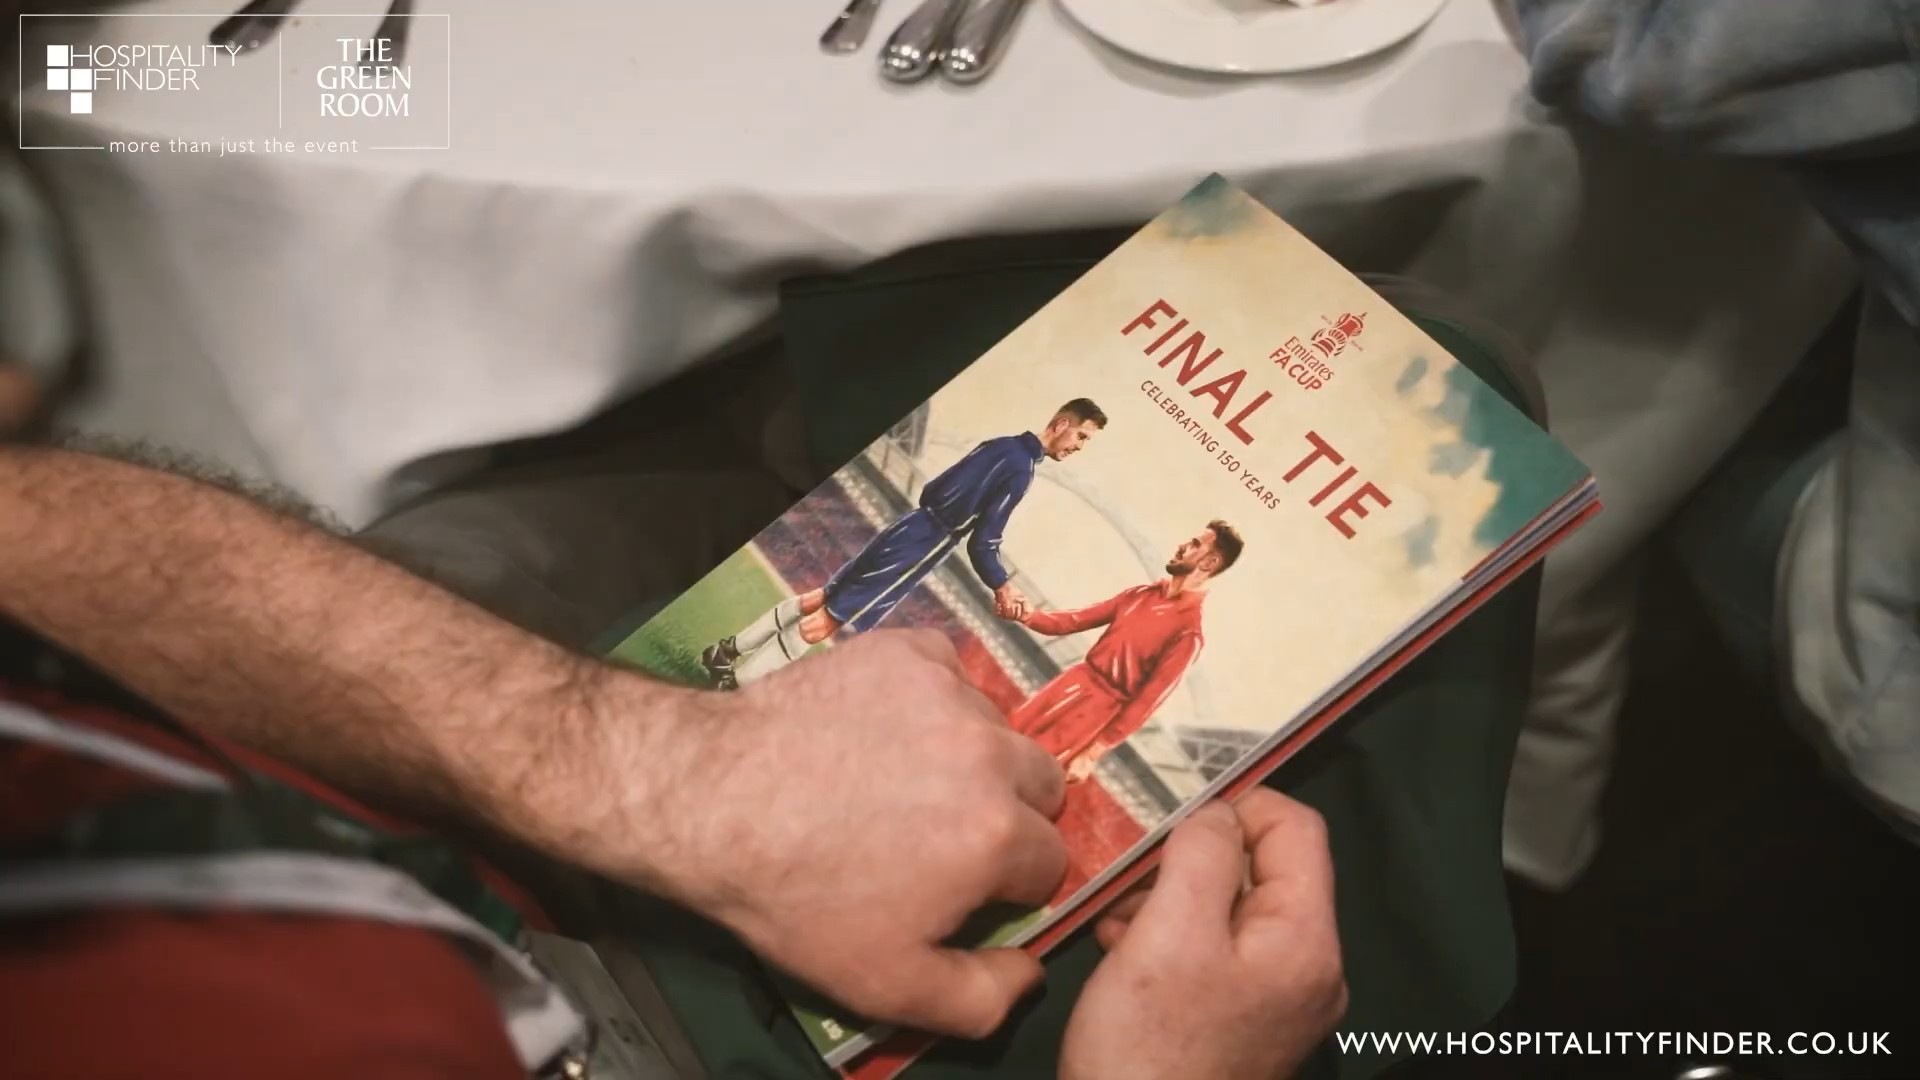 HOSPITALITY
FINDER
THE
GREEN
ROOM
more than just the event
Emirates
FA CUP
FINAL TIE
CELEBRATING 150 YEARS
WWW.HOSPITALITYFINDER.CO.UK